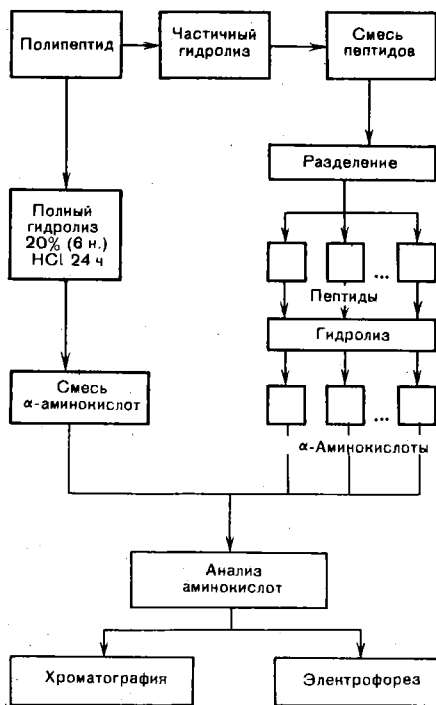 Полипептид
Частичный
гидролиз
Смесь
пептидов
Разделение
Полный
гидролиз
20% (6 н.)
HCl 24 ч
...
Пептиды
Гидролиз
Смесь
α-аминокислот
...
α-Аминокислоты
Анализ
аминокислот
Хроматография
Электрофорез